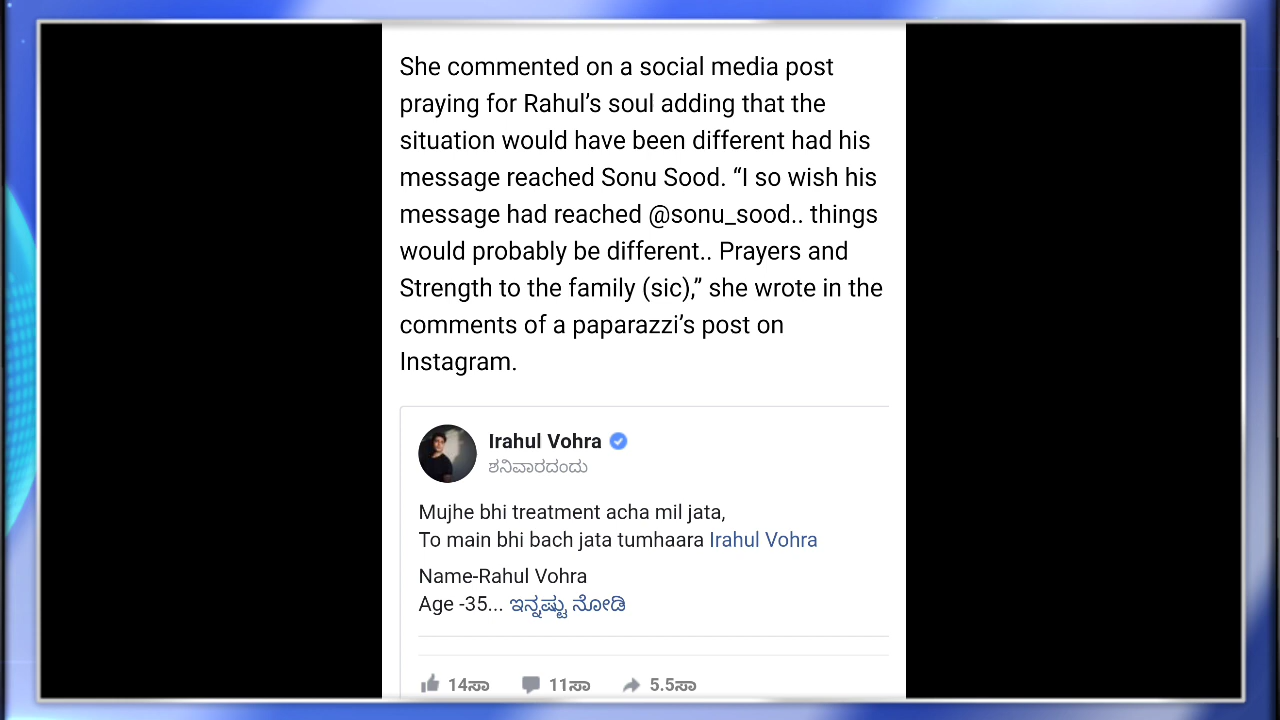 She commented on a social media post
praying for Rahul’s soul adding that the
situation would have been different had his
message reached Sonu Sood. “I so wish his
message had reached @sonu_sood.. things
would probably be different.. Prayers and
Strength to the family (sic),” she wrote in the
comments of a paparazzi’s post on
Instagram.
Irahul Vohra
ಶನಿವಾರದಂದು
Mujhe bhi treatment acha mil jata,
To main bhi bach jata tumhaara Irahul Vohra
Name-Rahul Vohra
Age -35... ಇನ್ನಷ್ಟು ನೋಡಿ
14ಸಾ 11ಸಾ 5.5ಸಾ